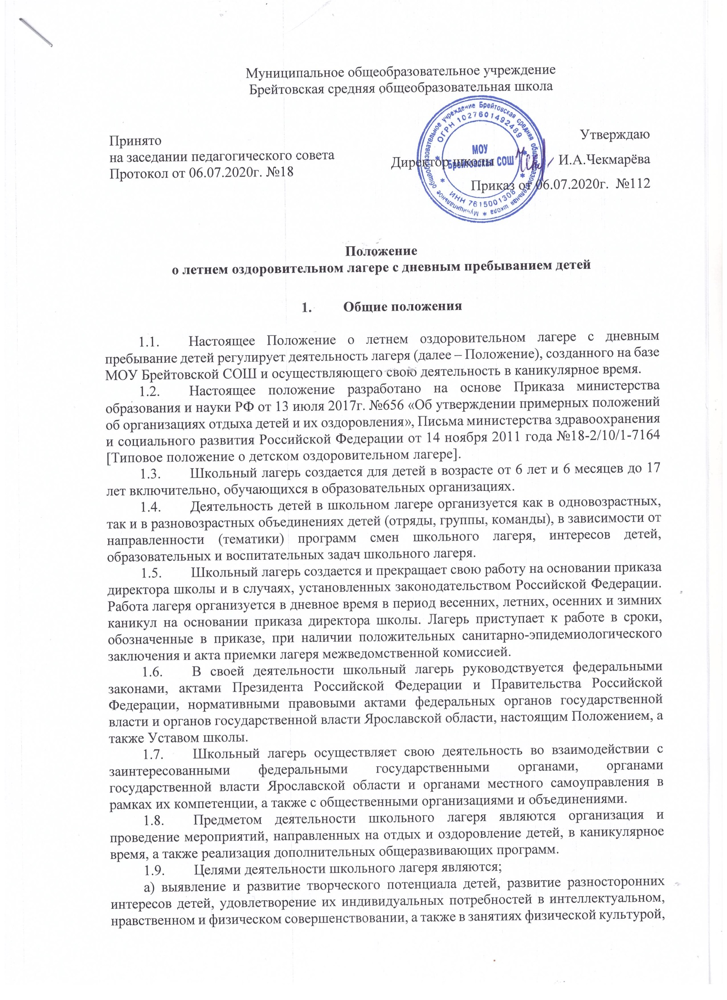 Муниципальное общеобразовательное учреждение
Брейтовская средняя общеобразовательная школа
Принято
на заседании педагогического совета
Протокол от 06.07.2020г. №18
Утверждаю
Директор школы И.А.Чекмарёва
Приказ от 06.07.2020г. №112
Муниципальное общеобразовательное учреждение Брейтовская средняя общеобразовательная школа *
* ОГРН 1027601492489 *
МОУ
Брейтовская СОШ
* ИНН 7615001308 *
Положение
о летнем оздоровительном лагере с дневным пребыванием детей
1. Общие положения
1.1. Настоящее Положение о летнем оздоровительном лагере с дневным
пребывание детей регулирует деятельность лагеря (далее – Положение), созданного на базе
МОУ Брейтовской СОШ и осуществляющего свою деятельность в каникулярное время.
1.2. Настоящее положение разработано на основе Приказа министерства
образования и науки РФ от 13 июля 2017г. №656 «Об утверждении примерных положений
об организациях отдыха детей и их оздоровления», Письма министерства здравоохранения
и социального развития Российской Федерации от 14 ноября 2011 года №18-2/10/1-7164
[Типовое положение о детском оздоровительном лагере].
1.3. Школьный лагерь создается для детей в возрасте от 6 лет и 6 месяцев до 17
лет включительно, обучающихся в образовательных организациях.
1.4. Деятельность детей в школьном лагере организуется как в одновозрастных,
так и в разновозрастных объединениях детей (отряды, группы, команды), в зависимости от
направленности (тематики) программ смен школьного лагеря, интересов детей,
образовательных и воспитательных задач школьного лагеря.
1.5. Школьный лагерь создается и прекращает свою работу на основании приказа
директора школы и в случаях, установленных законодательством Российской Федерации.
Работа лагеря организуется в дневное время в период весенних, летних, осенних и зимних
каникул на основании приказа директора школы. Лагерь приступает к работе в сроки,
обозначенные в приказе, при наличии положительных санитарно-эпидемиологического
заключения и акта приемки лагеря межведомственной комиссией.
1.6. В своей деятельности школьный лагерь руководствуется федеральными
законами, актами Президента Российской Федерации и Правительства Российской
Федерации, нормативными правовыми актами федеральных органов государственной
власти и органов государственной власти Ярославской области, настоящим Положением, а
также Уставом школы.
1.7. Школьный лагерь осуществляет свою деятельность во взаимодействии с
заинтересованными федеральными государственными органами, органами
государственной власти Ярославской области и органами местного самоуправления в
рамках их компетенции, а также с общественными организациями и объединениями.
1.8. Предметом деятельности школьного лагеря являются организация и
проведение мероприятий, направленных на отдых и оздоровление детей, в каникулярное
время, а также реализация дополнительных общеразвивающих программ.
1.9. Целями деятельности школьного лагеря являются;
а) выявление и развитие творческого потенциала детей, развитие разносторонних
интересов детей, удовлетворение их индивидуальных потребностей в интеллектуальном,
нравственном и физическом совершенствовании, а также в занятиях физической культурой,